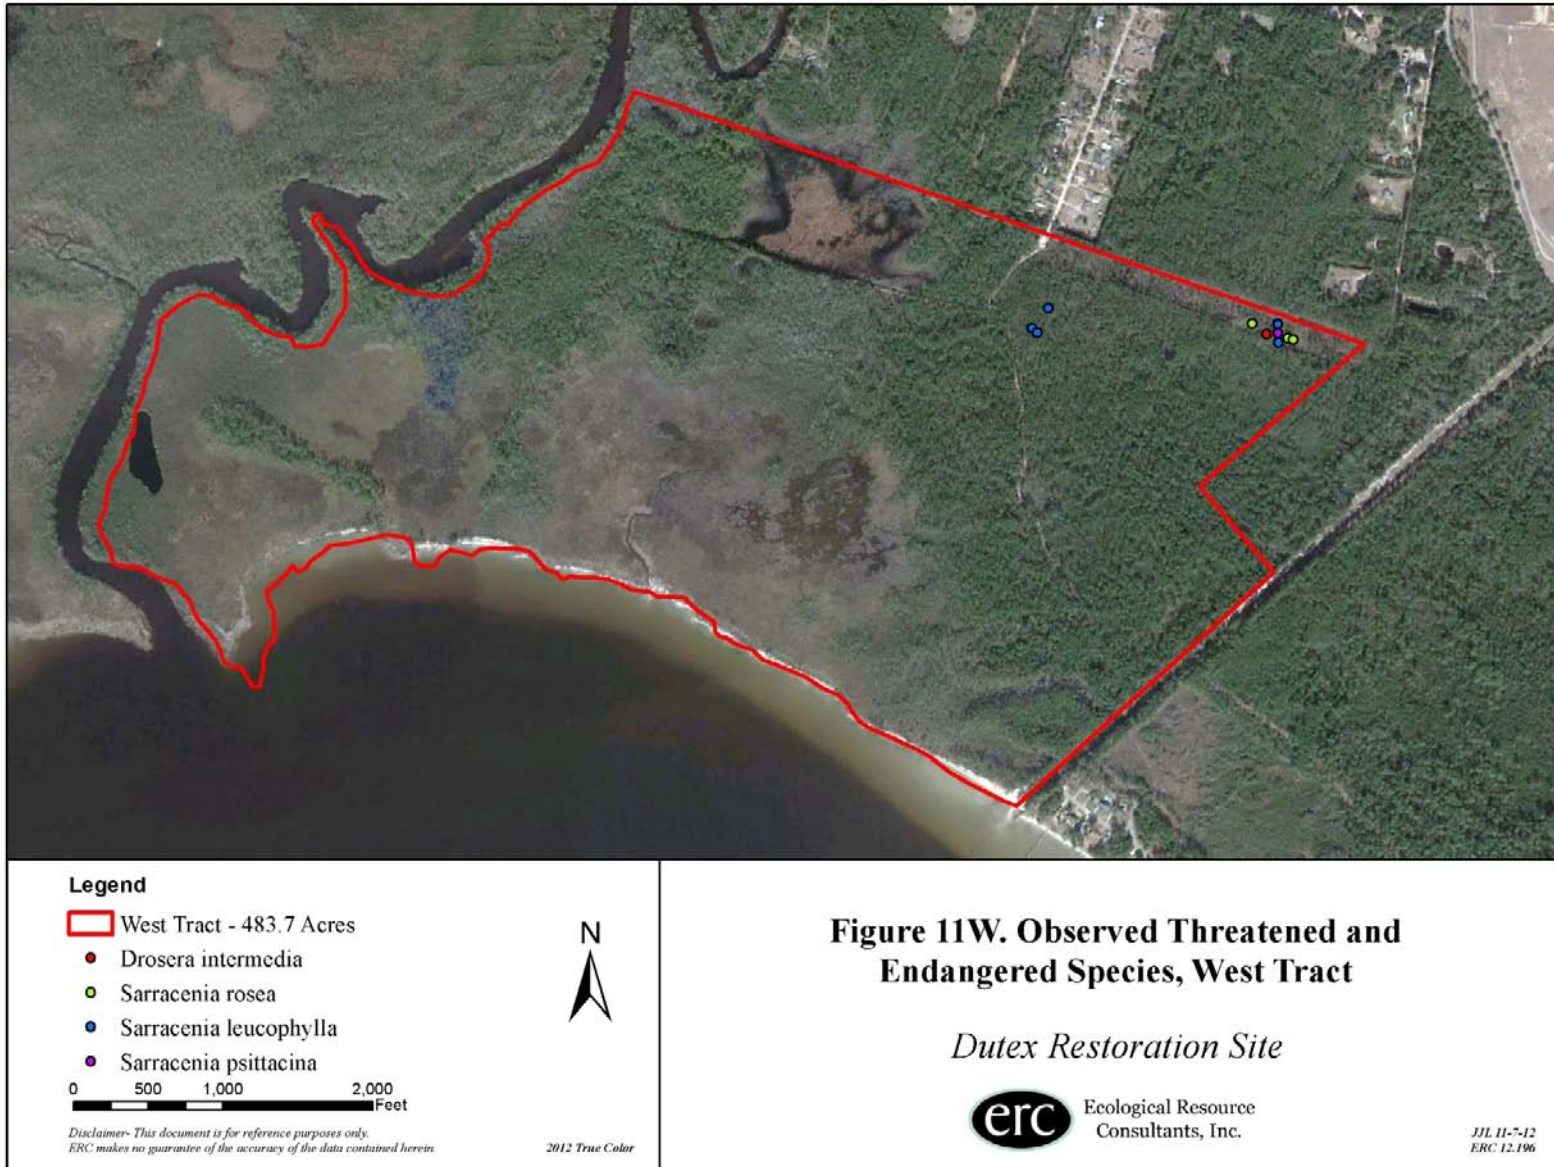 Legend
West Tract - 483.7 Acres
Drosera intermedia
Sarracenia rosea
Sarracenia leucophylla
Sarracenia psittacina
0 500 1,000 2,000
Feet
Disclaimer- This document is for reference purposes only.
ERC makes no guarantee of the accuracy of the data contained herein.
2012 True Color
N
Figure 11W. Observed Threatened and
Endangered Species, West Tract
Dutex Restoration Site
erc
Ecological Resource
Consultants, Inc.
JJL 11-7-12
ERC 12.196